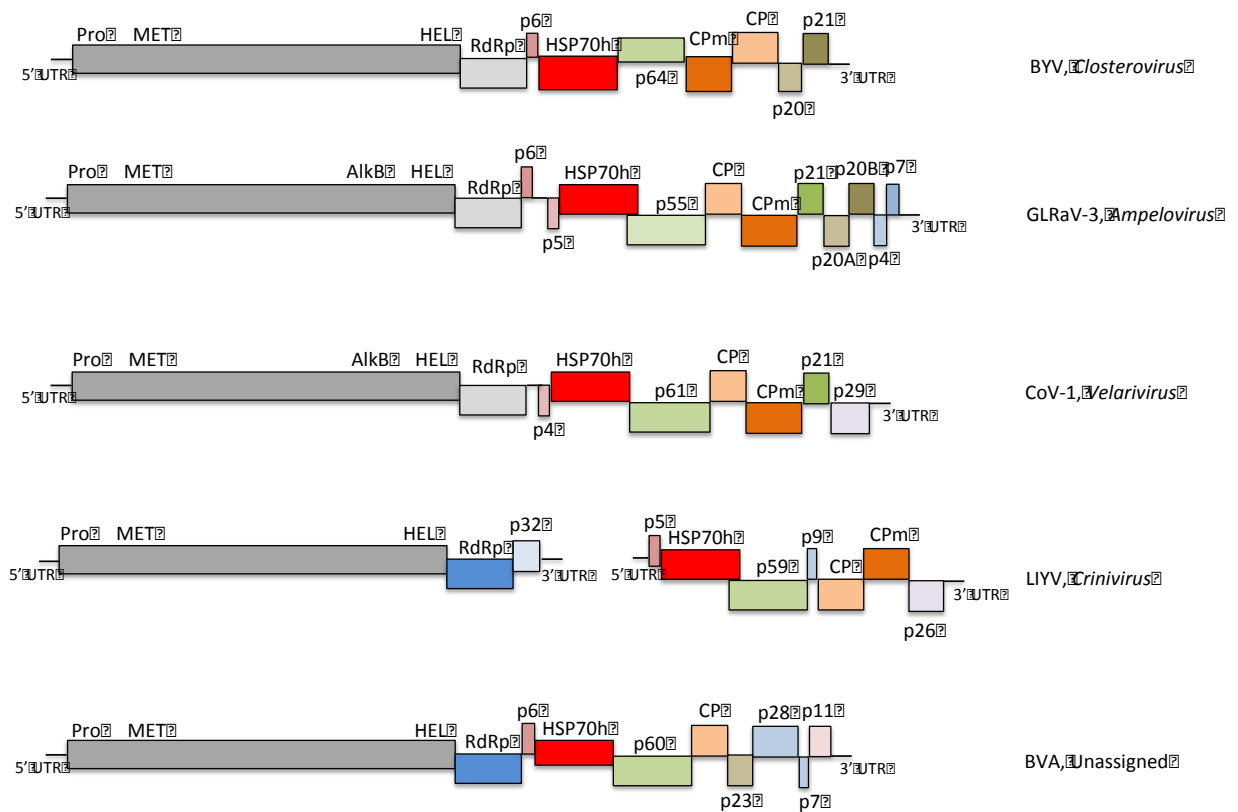 Pro MET HEL RdRp p6 HSP70h p64 CPm CP p20 p21
5' UTR 3' UTR
BYV, Closterovirus
Pro MET AlkB HEL RdRp p6 p5 HSP70h p55 CP CPm p21 p20A p20B p4 p7
5' UTR 3' UTR
GLRaV-3, Ampelovirus
Pro MET AlkB HEL RdRp p4 HSP70h p61 CP CPm p21 p29
5' UTR 3' UTR
CoV-1, Velarivirus
Pro MET HEL RdRp p32 p5 HSP70h p59 p9 CP CPm p26
5' UTR 3' UTR 5' UTR 3' UTR
LIYV, Crinivirus
Pro MET HEL RdRp p6 HSP70h p60 CP p23 p28 p7 p11
5' UTR 3' UTR
BVA, Unassigned